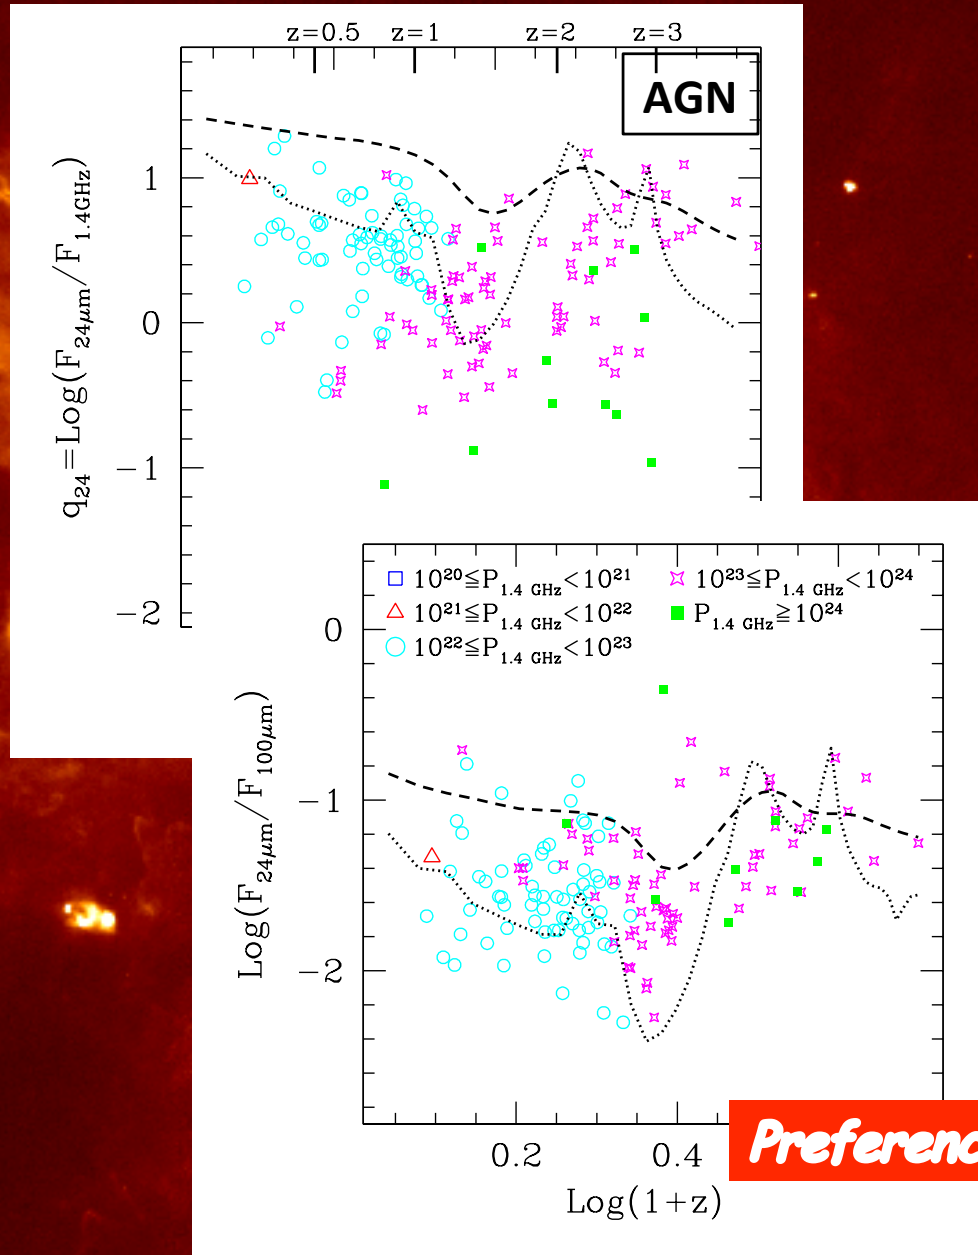 z=0.5 z=1 z=2 z=3
AGN
q24=Log(F24μm/F1.4GHz)
1
0
−1
−2
10^20≦P1.4 GHz<10^21
10^21≦P1.4 GHz<10^22
10^22≦P1.4 GHz<10^23
10^23≦P1.4 GHz<10^24
P1.4 GHz≧10^24
Log(F24μm/F100μm)
0
−1
−2
0.2 0.4
Log(1+z)
Preferenc